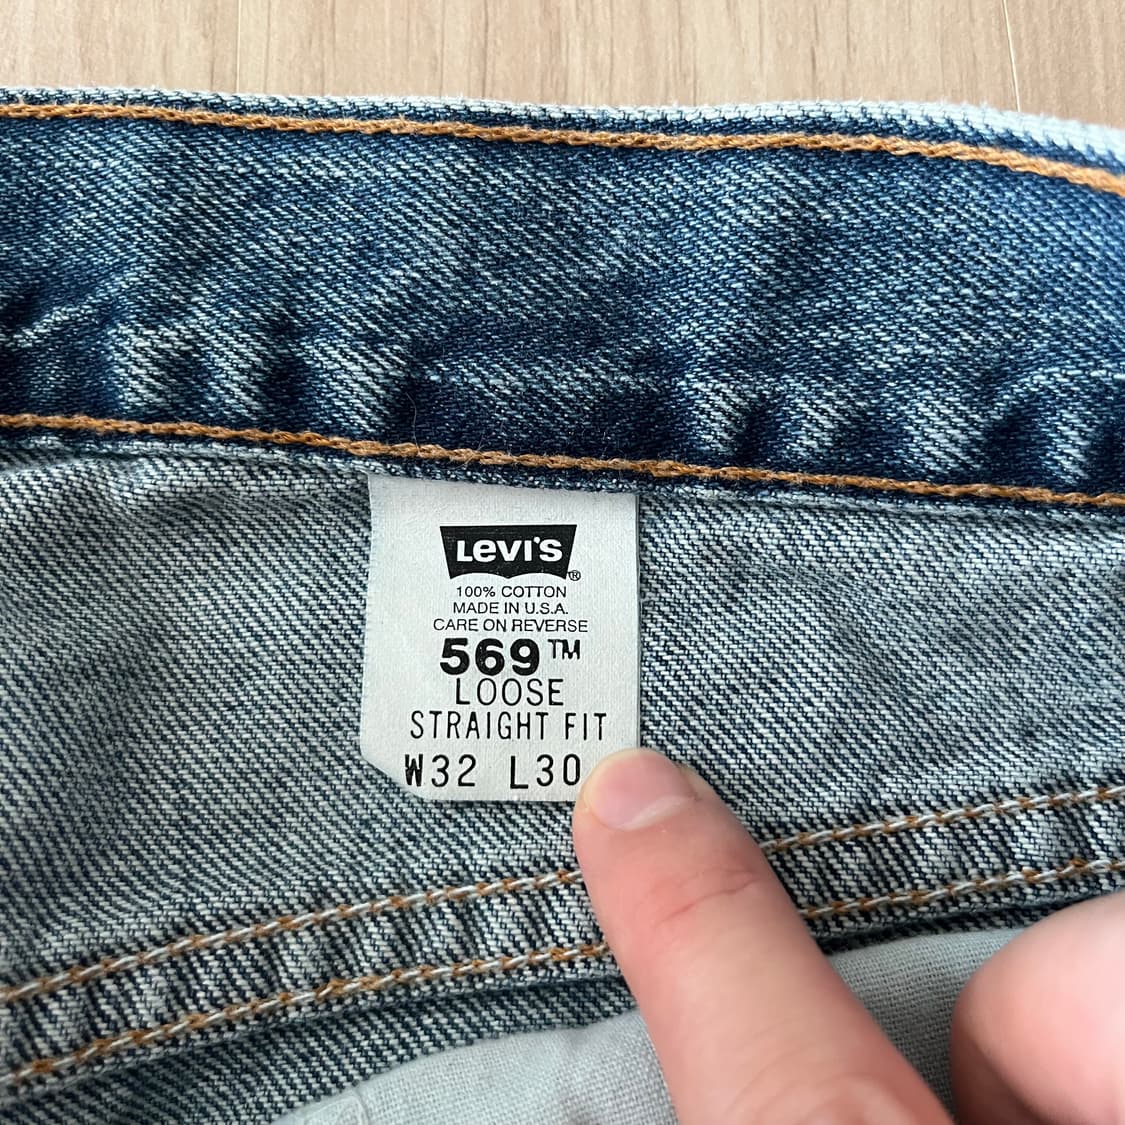 LEVI'S®
100% COTTON
MADE IN U.S.A.
CARE ON REVERSE
569™
LOOSE
STRAIGHT FIT
W32 L30